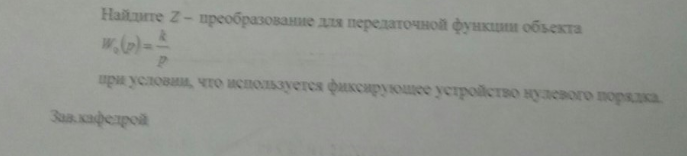 Найдите Z – преобразование для передаточной функции объекта
W₀(p)=k/p
при условии, что используется фиксирующее устройство нулевого порядка.
Зав.кафедрой